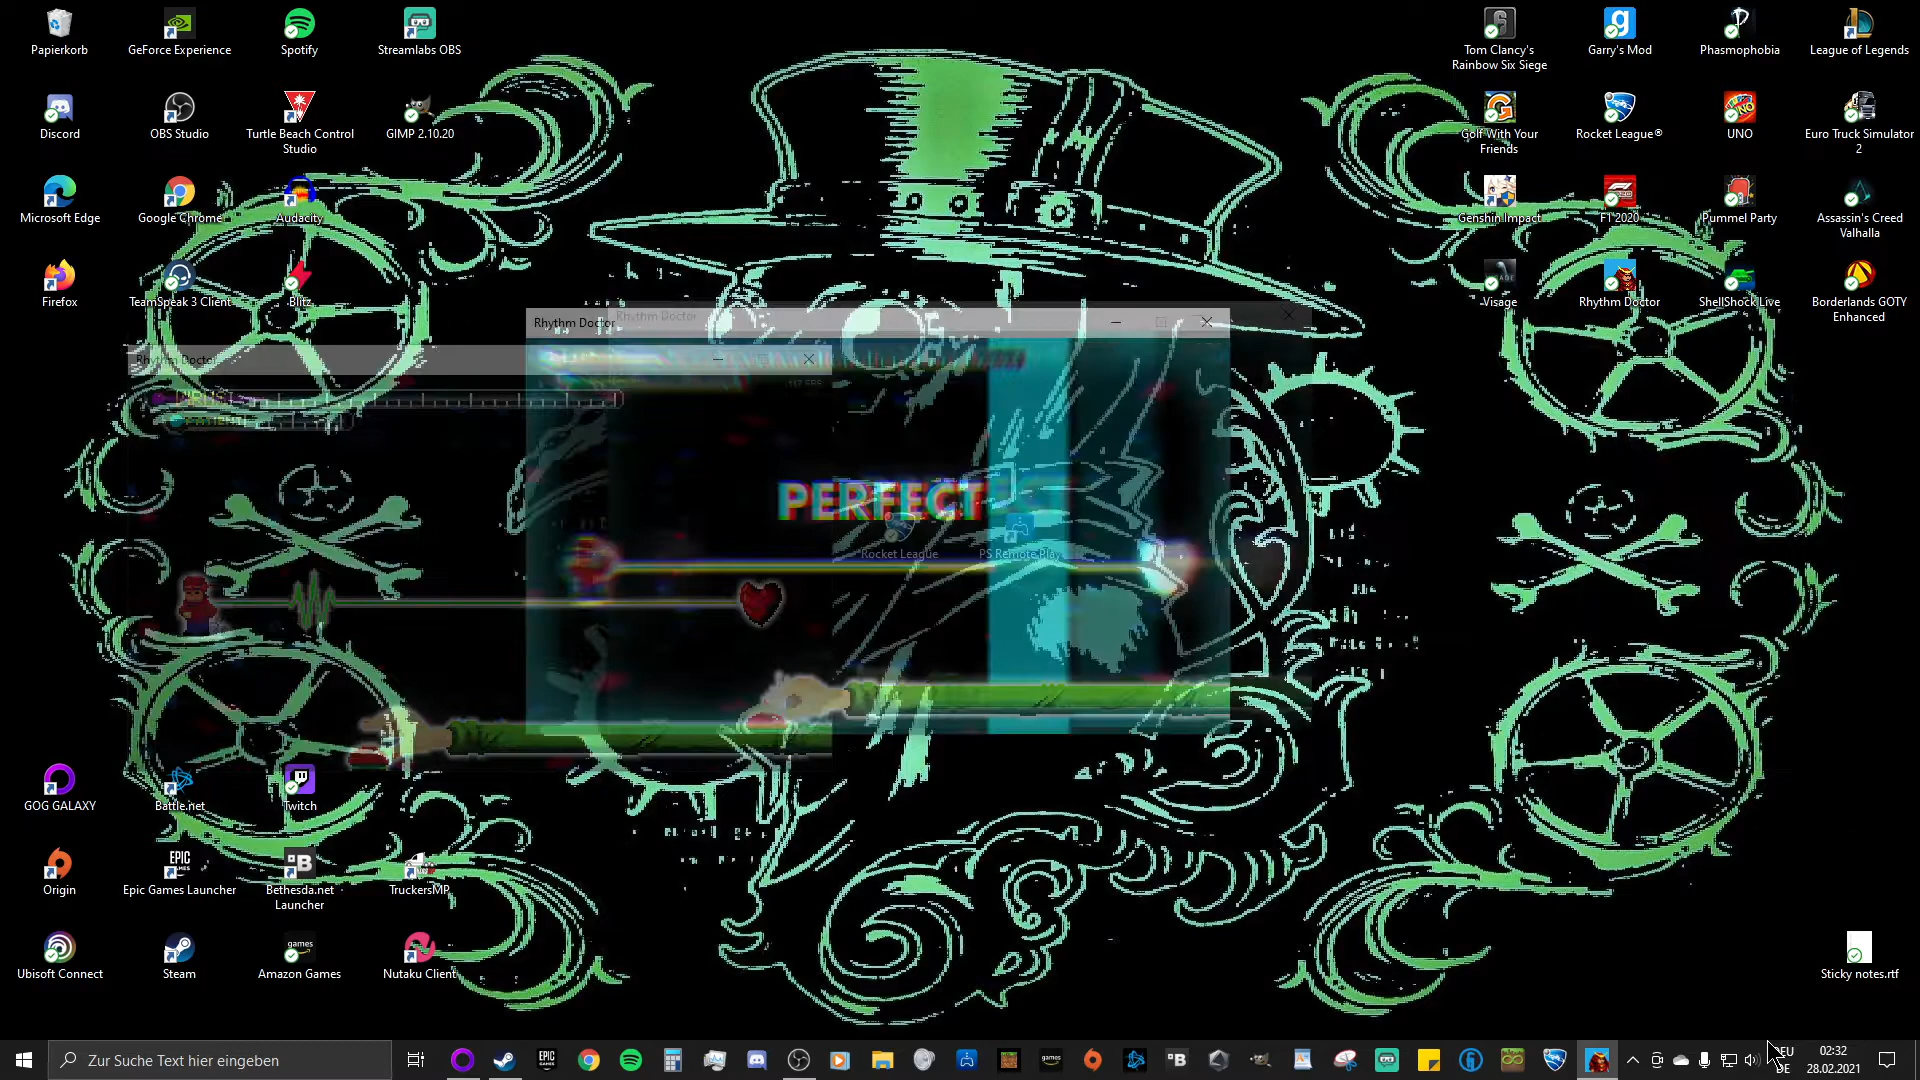 Papierkorb
GeForce Experience
Spotify
Streamlabs OBS
Tom Clancy's
Rainbow Six Siege
Garry's Mod
Phasmophobia
League of Legends
Discord
OBS Studio
Turtle Beach Control
Studio
GIMP 2.10.20
Golf With Your
Friends
Rocket League®
UNO
Euro Truck Simulator
2
Microsoft Edge
Google Chrome
Audacity
Genshin Impact
F1 2020
Pummel Party
Assassin's Creed
Valhalla
Firefox
TeamSpeak 3 Client
Blitz
Visage
Rhythm Doctor
ShellShock Live
Borderlands GOTY
Enhanced
Rhythm Doctor
Rhythm Doctor
Rhythm Doctor
PERFECT
Rocket League
PS Remote Play
GOG GALAXY
Battle.net
Twitch
Origin
Epic Games Launcher
Bethesda.net
Launcher
TruckersMP
Ubisoft Connect
Steam
Amazon Games
Nutaku Client
Sticky notes.rtf
Zur Suche Text hier eingeben
DE
02:32
28.02.2021